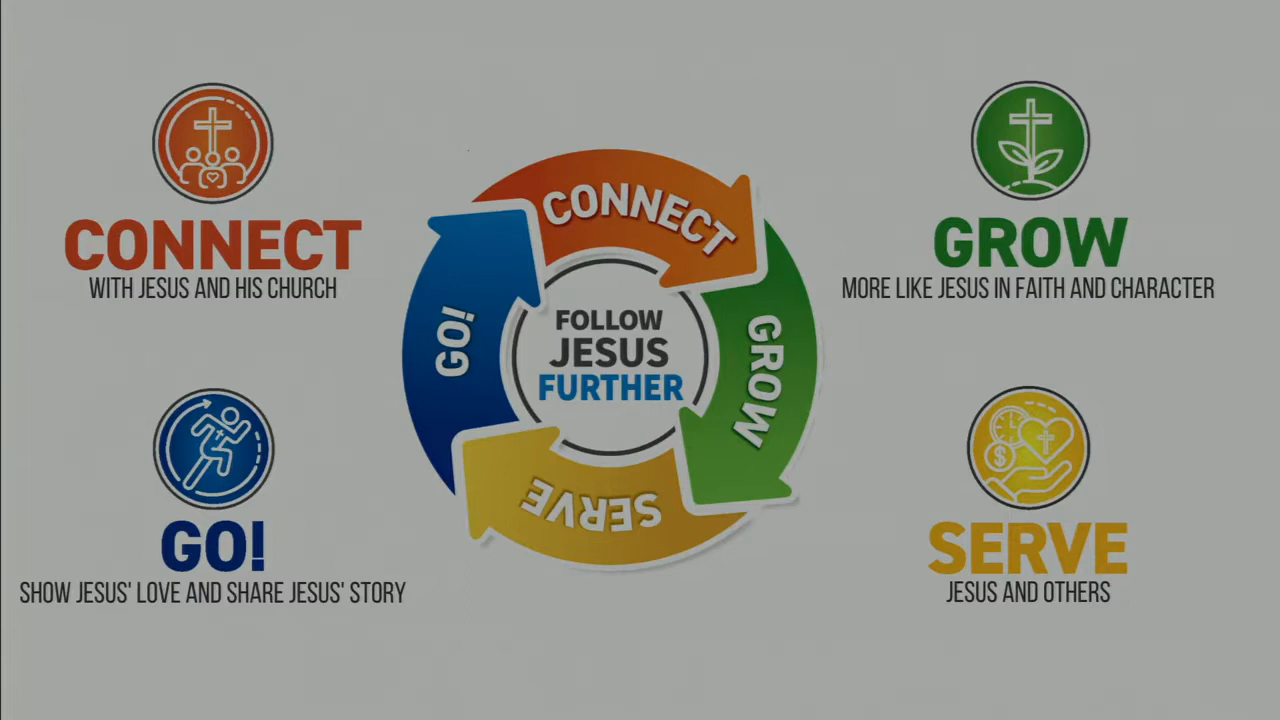 CONNECT
WITH JESUS AND HIS CHURCH
GROW
MORE LIKE JESUS IN FAITH AND CHARACTER
CONNECT
GROW
SERVE
GO!
FOLLOW
JESUS
FURTHER
GO!
SHOW JESUS' LOVE AND SHARE JESUS' STORY
$
SERVE
JESUS AND OTHERS